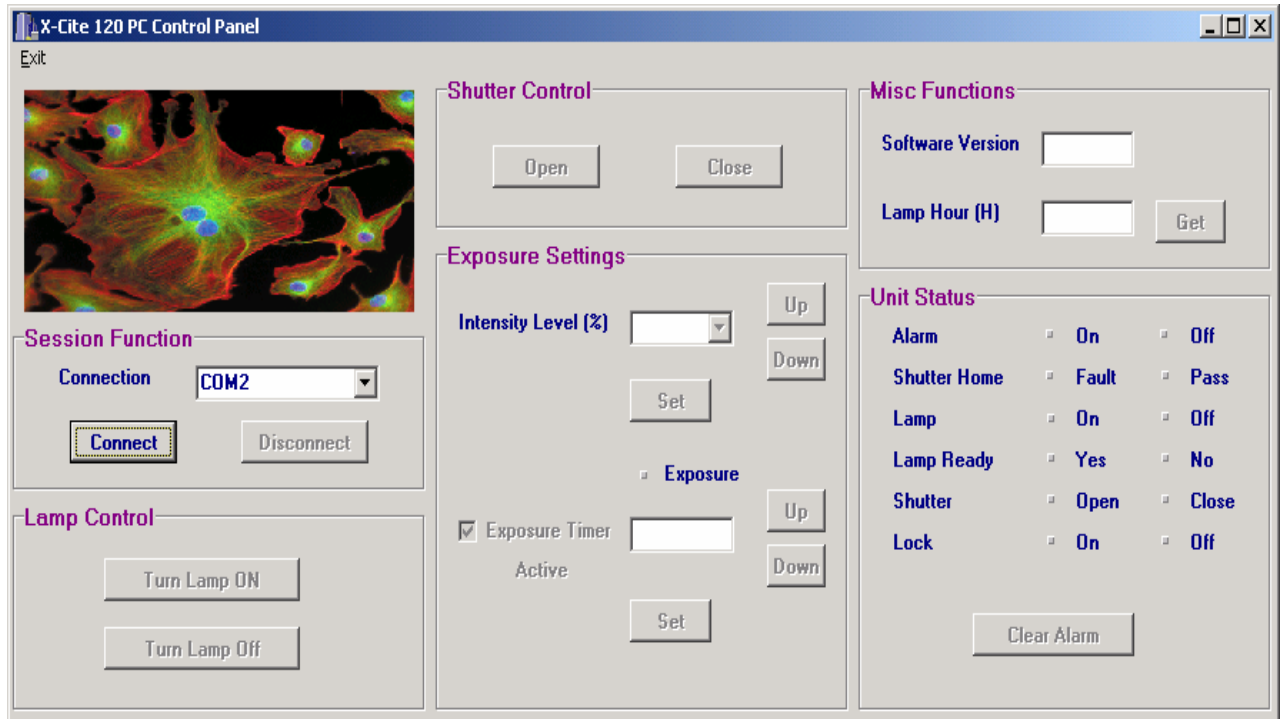 X-Cite 120 PC Control Panel
Exit
Shutter Control
Open Close
Misc Functions
Software Version
Lamp Hour (H)
Get
Session Function
Connection COM2
Connect Disconnect
Exposure Settings
Intensity Level (%)
Up
Down
Set
Exposure
Exposure Timer
Active
Up
Down
Set
Lamp Control
Turn Lamp ON
Turn Lamp Off
Unit Status
Alarm On Off
Shutter Home Fault Pass
Lamp On Off
Lamp Ready Yes No
Shutter Open Close
Lock On Off
Clear Alarm